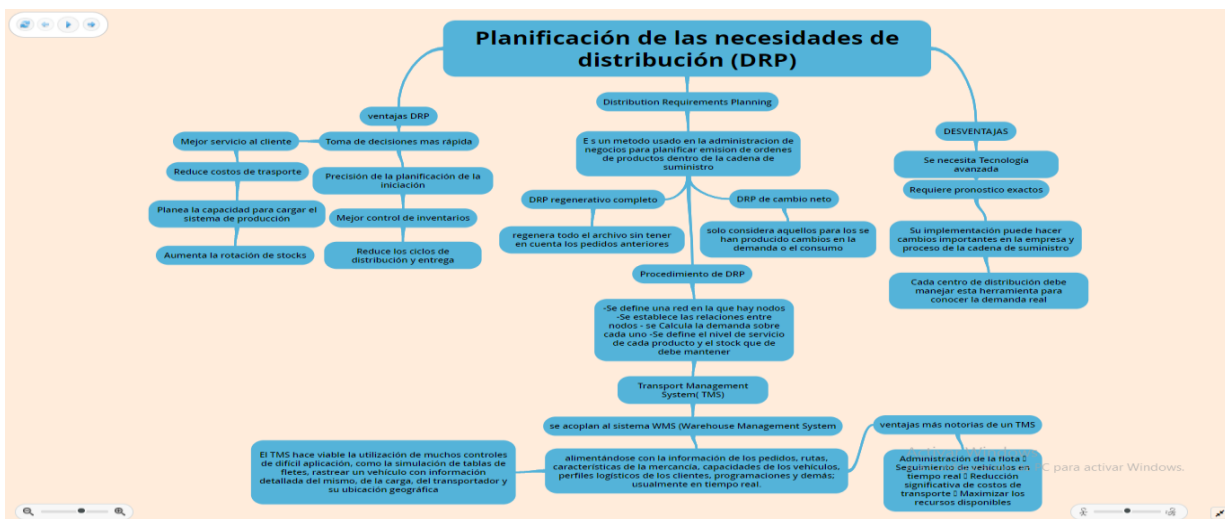 Planificación de las necesidades de
distribución (DRP)
ventajas DRP
Mejor servicio al cliente
Toma de decisiones mas rápida
Reduce costos de trasporte
Precisión de la planificación de la
iniciación
Planea la capacidad para cargar el
sistema de producción
Mejor control de inventarios
Aumenta la rotación de stocks
Reduce los ciclos de
distribución y entrega
Distribution Requirements Planning
E s un metodo usado en la administracion de
negocios para planificar emision de ordenes
de productos dentro de la cadena de
suministro
DRP regenerativo completo
DRP de cambio neto
regenera todo el archivo sin tener
en cuenta los pedidos anteriores
solo considera aquellos para los se
han producido cambios en la
demanda o el consumo
Procedimiento de DRP
-Se define una red en la que hay nodos
-Se establece las relaciones entre
nodos - se Calcula la demanda sobre
cada uno -Se define el nivel de servicio
de cada producto y el stock que de
debe mantener
Transport Management
System( TMS)
se acoplan al sistema WMS (Warehouse Management System
alimentándose con la información de los pedidos, rutas,
características de la mercancía, capacidades de los vehículos,
perfiles logísticos de los clientes, programaciones y demás;
usualmente en tiempo real.
El TMS hace viable la utilización de muchos controles
de difícil aplicación, como la simulación de tablas de
fletes, rastrear un vehículo con información
detallada del mismo, de la carga, del transportador y
su ubicación geográfica
ventajas más notorias de un TMS
Administración de la flota
Seguimiento de vehículos en
tiempo real Reducción
significativa de costos de
transporte Maximizar los
recursos disponibles
DESVENTAJAS
Se necesita Tecnología
avanzada
Requiere pronostico exactos
Su implementación puede hacer
cambios importantes en la empresa y
proceso de la cadena de suministro
Cada centro de distribución debe
manejar esta herramienta para
conocer la demanda real
C para activar Windows.